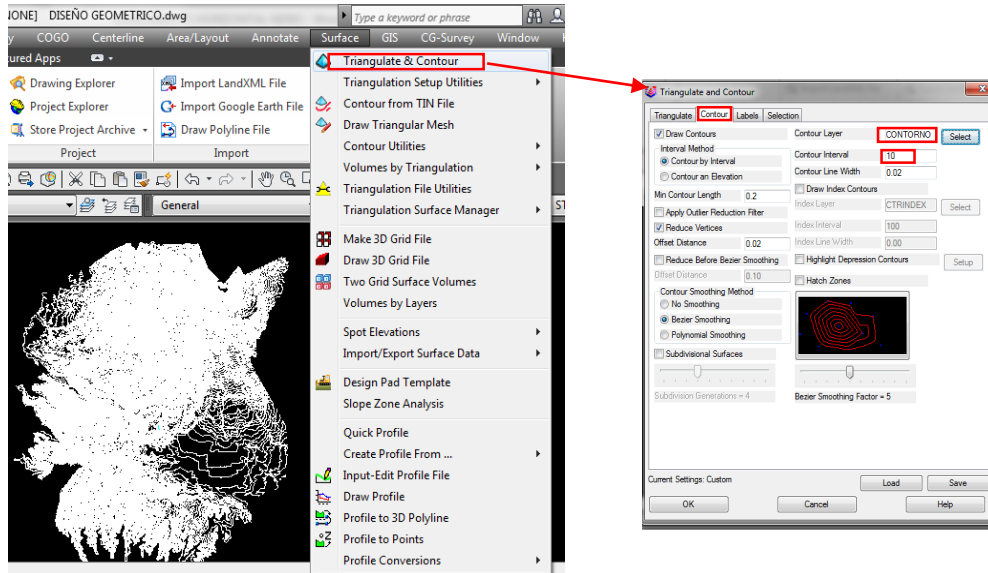 IONE] DISEÑO GEOMETRICO.dwg
Type a keyword or phrase
y COGO Centerline Area/Layout Annotate Surface GIS CG-Survey Window
tured Apps
Drawing Explorer
Project Explorer
Store Project Archive
Project
Import LandXML File
Import Google Earth File
Draw Polyline File
Import
General
ST
Triangulate & Contour
Triangulation Setup Utilities
Contour from TIN File
Draw Triangular Mesh
Contour Utilities
Volumes by Triangulation
Triangulation File Utilities
Triangulation Surface Manager
Make 3D Grid File
Draw 3D Grid File
Two Grid Surface Volumes
Volumes by Layers
Spot Elevations
Import/Export Surface Data
Design Pad Template
Slope Zone Analysis
Quick Profile
Create Profile From ...
Input-Edit Profile File
Draw Profile
Profile to 3D Polyline
Profile to Points
Profile Conversions
Triangulate and Contour
Triangulate Contour Labels Selection
Draw Contours
Interval Method
Contour by Interval
Contour an Elevation
Min Contour Length 0.2
Apply Outlier Reduction Filter
Reduce Vertices
Offset Distance 0.02
Reduce Before Bezier Smoothing
Offset Distance 0.10
Contour Smoothing Method
No Smoothing
Bezier Smoothing
Polynomial Smoothing
Subdivisional Surfaces
Subdivision Generations = 4
Contour Layer CONTORNO Select
Contour Interval 10
Contour Line Width 0.02
Draw Index Contours
Index Layer CTRINDEX Select
Index Interval 100
Index Line Width 0.00
Highlight Depression Contours Setup
Hatch Zones
Bezier Smoothing Factor = 5
Current Settings: Custom
Load Save
OK Cancel Help